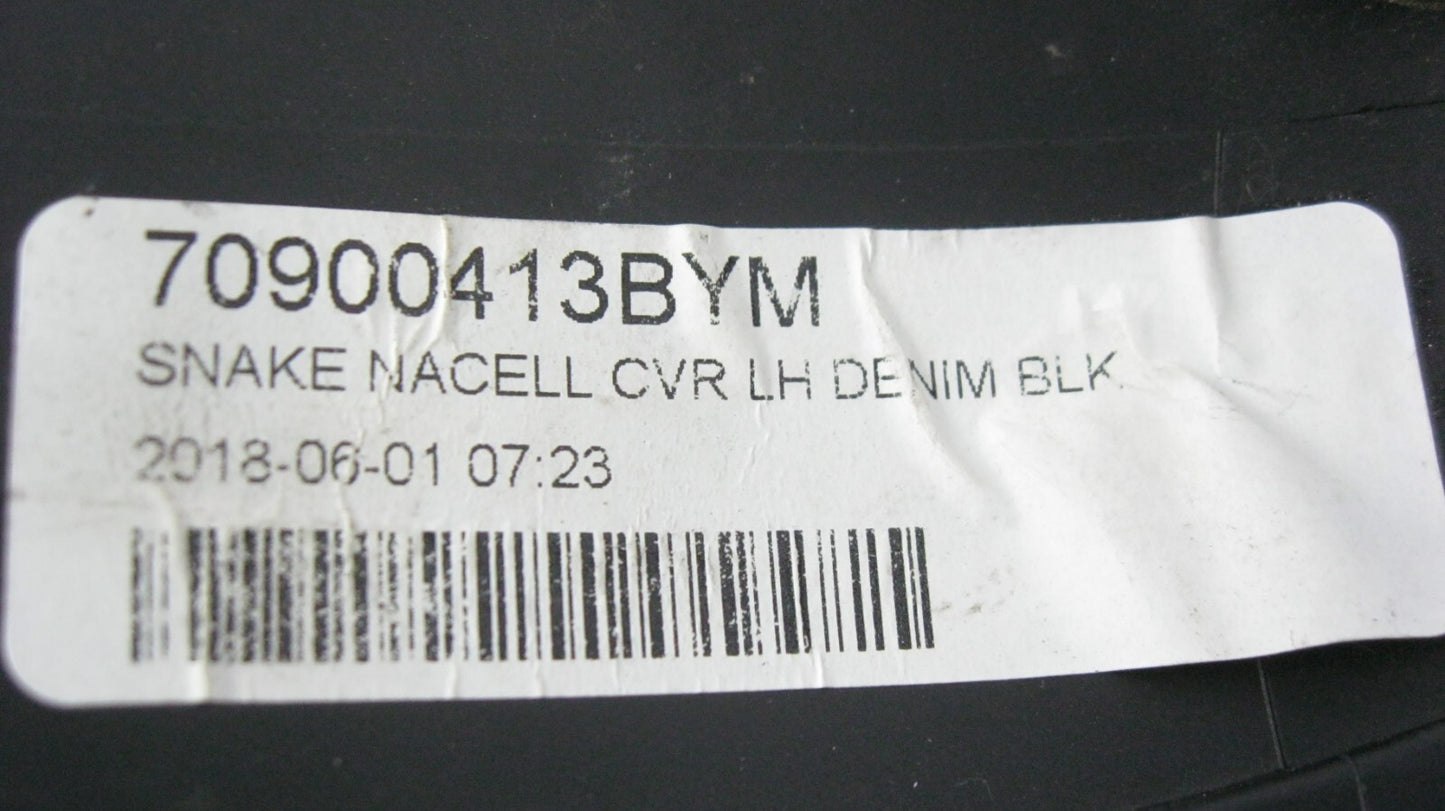 70900413BYM
SNAKE NACELL CVR LH DENIM BLK
2018-06-01 07:23